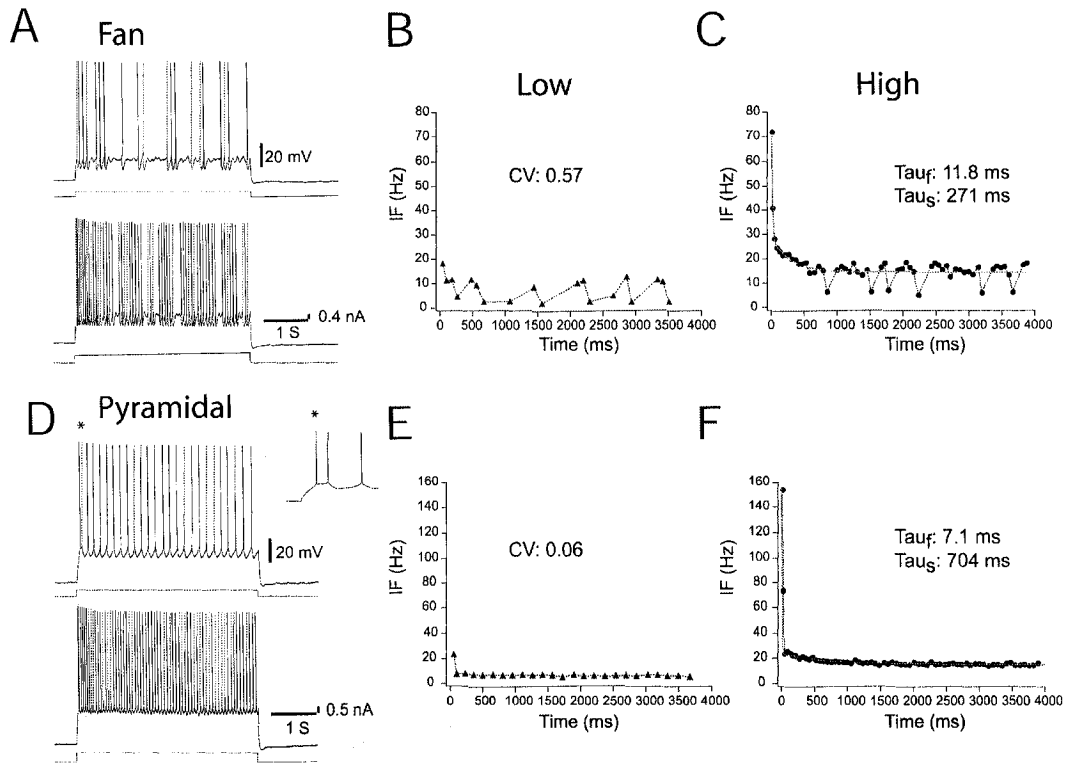 A
Fan
20 mV
0.4 nA
1 S
B
Low
80
70
60
50
40
30
20
10
0
IF (Hz)
CV: 0.57
0 500 1000 1500 2000 2500 3000 3500 4000
Time (ms)
C
High
80
70
60
50
40
30
20
10
0
IF (Hz)
Tauf: 11.8 ms
Taus: 271 ms
0 500 1000 1500 2000 2500 3000 3500 4000
Time (ms)
D
Pyramidal
*
*
20 mV
0.5 nA
1 S
E
160
140
120
100
80
60
40
20
0
IF (Hz)
CV: 0.06
0 500 1000 1500 2000 2500 3000 3500 4000
Time (ms)
F
160
140
120
100
80
60
40
20
0
IF (Hz)
Tauf: 7.1 ms
Taus: 704 ms
0 500 1000 1500 2000 2500 3000 3500 4000
Time (ms)